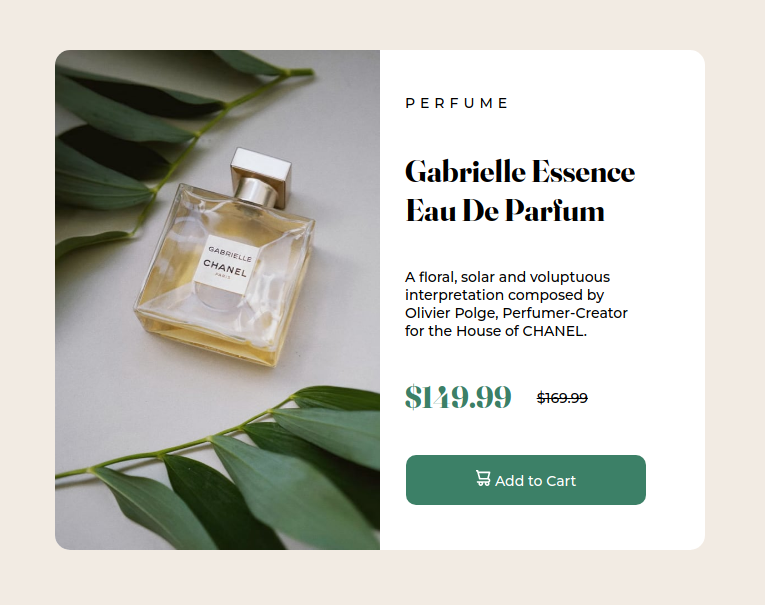 GABRIELLE
CHANEL
PARIS
PERFUME
Gabrielle Essence
Eau De Parfum
A floral, solar and voluptuous
interpretation composed by
Olivier Polge, Perfumer-Creator
for the House of CHANEL.
$149.99 $169.99
Add to Cart